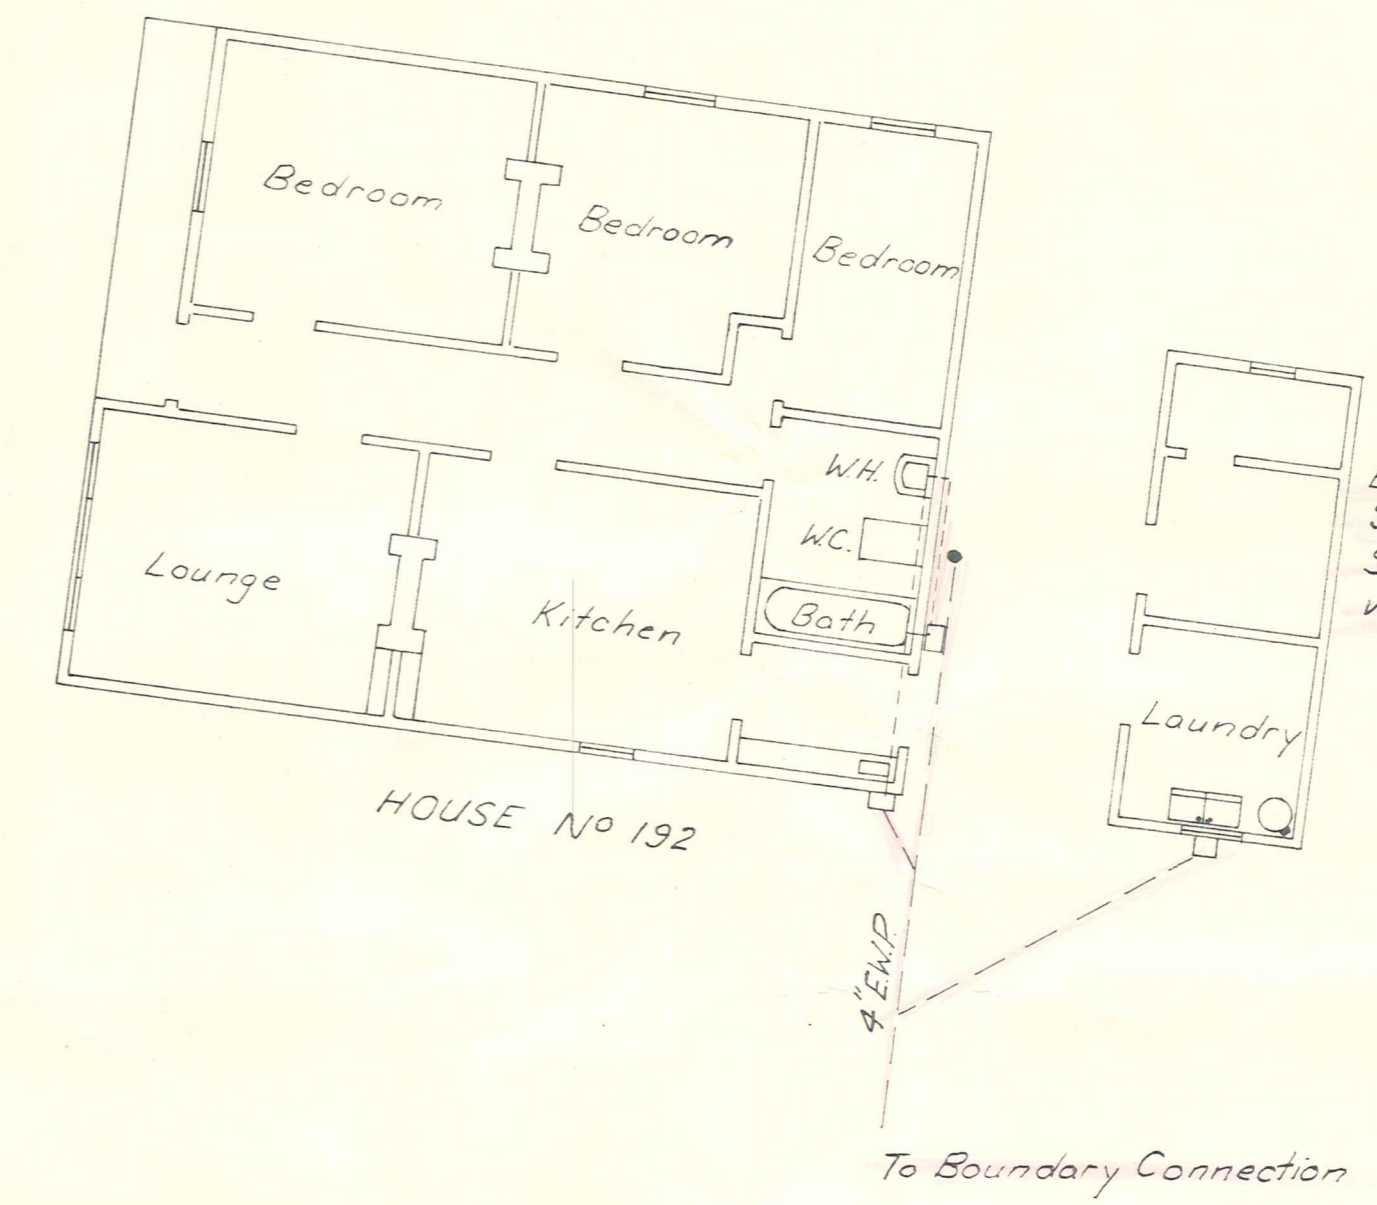 Bedroom
Bedroom
Bedroom
W.H.
W.C.
Bath
Lounge
Kitchen
Laundry
HOUSE No 192
4" E.W.P.
To Boundary Connection